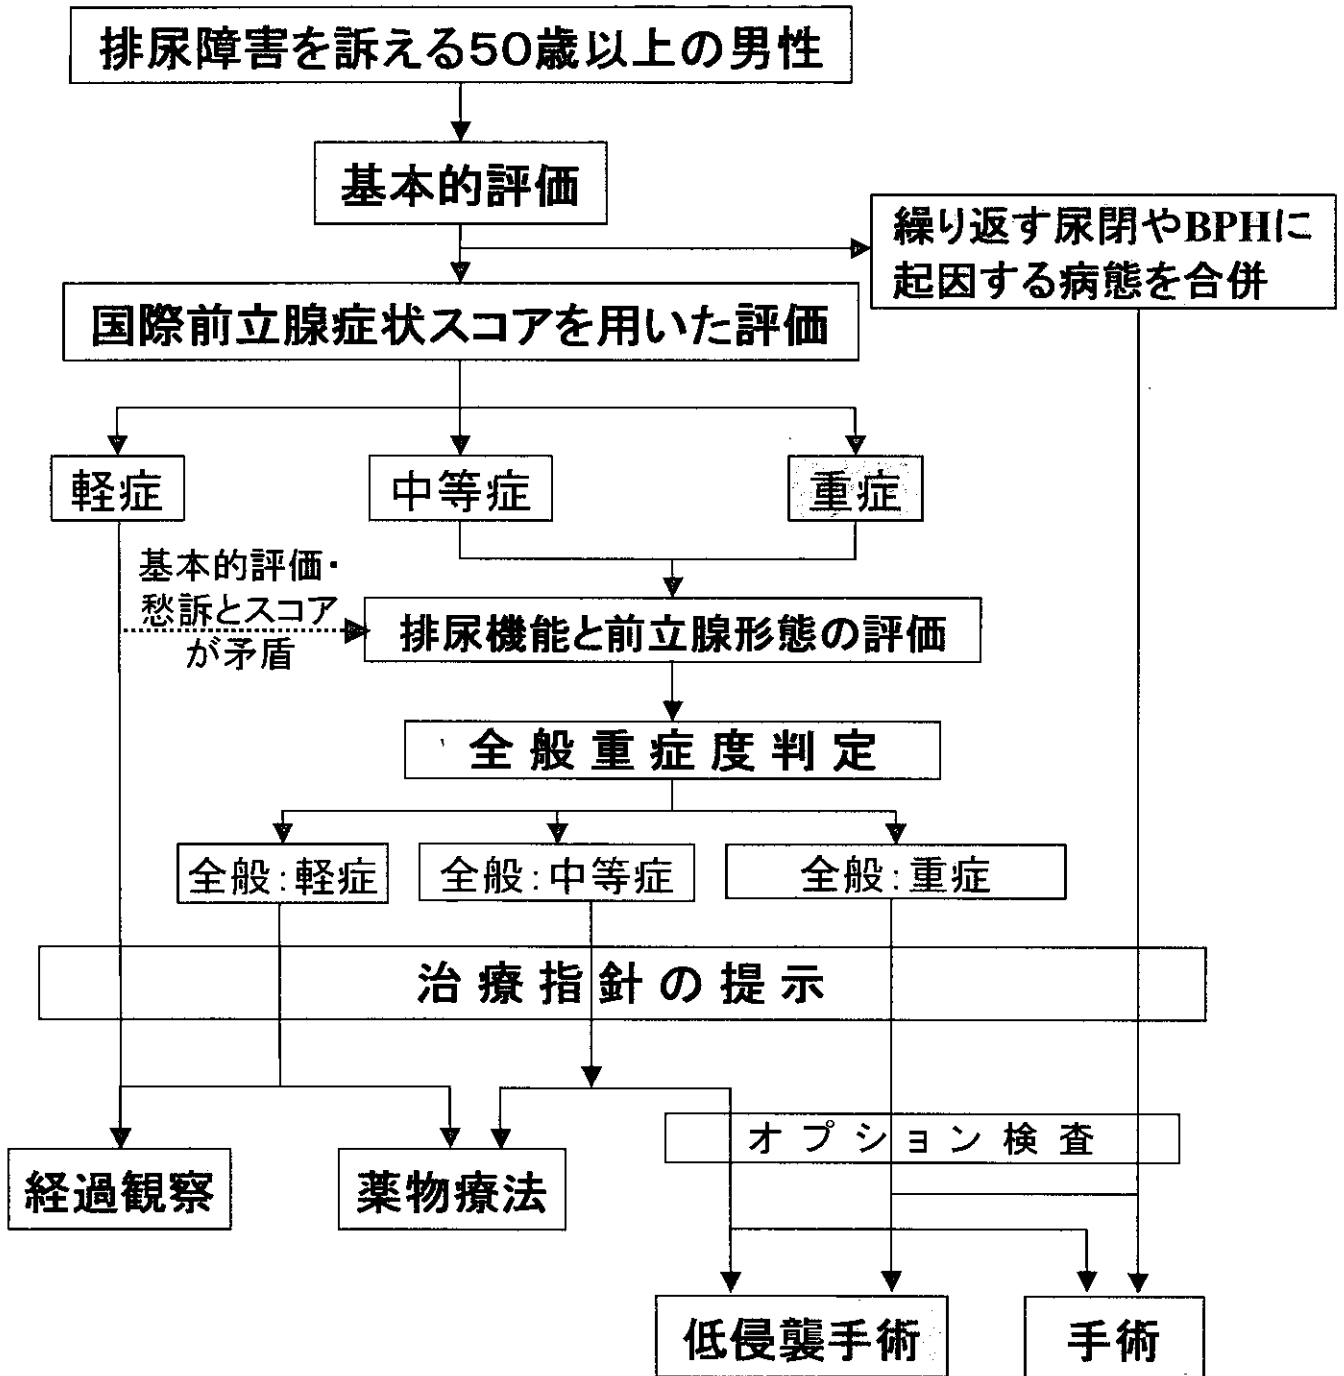 排尿障害を訴える50歳以上の男性
基本的評価
繰り返す尿閉やBPHに
起因する病態を合併
国際前立腺症状スコアを用いた評価
軽症
中等症
重症
基本的評価・
愁訴とスコア
が矛盾
排尿機能と前立腺形態の評価
全般重症度判定
全般:軽症
全般:中等症
全般:重症
治療指針の提示
オプション検査
経過観察
薬物療法
低侵襲手術
手術